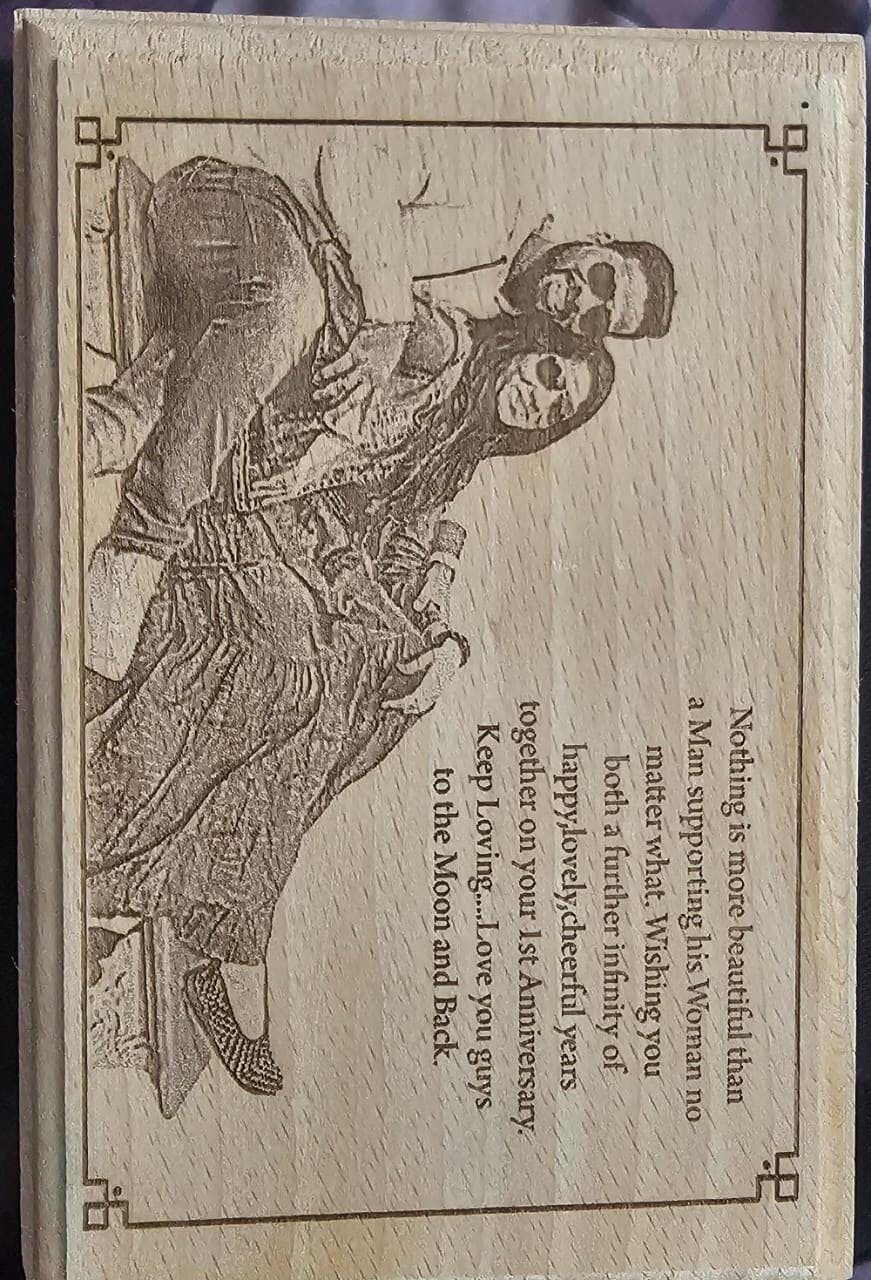 Nothing is more beautiful than
a Man supporting his Woman no
matter what. Wishing you
both a further infinity of
happy,lovely,cheerful years
together on your 1st Anniversary.
Keep Loving....Love you guys
to the Moon and Back.